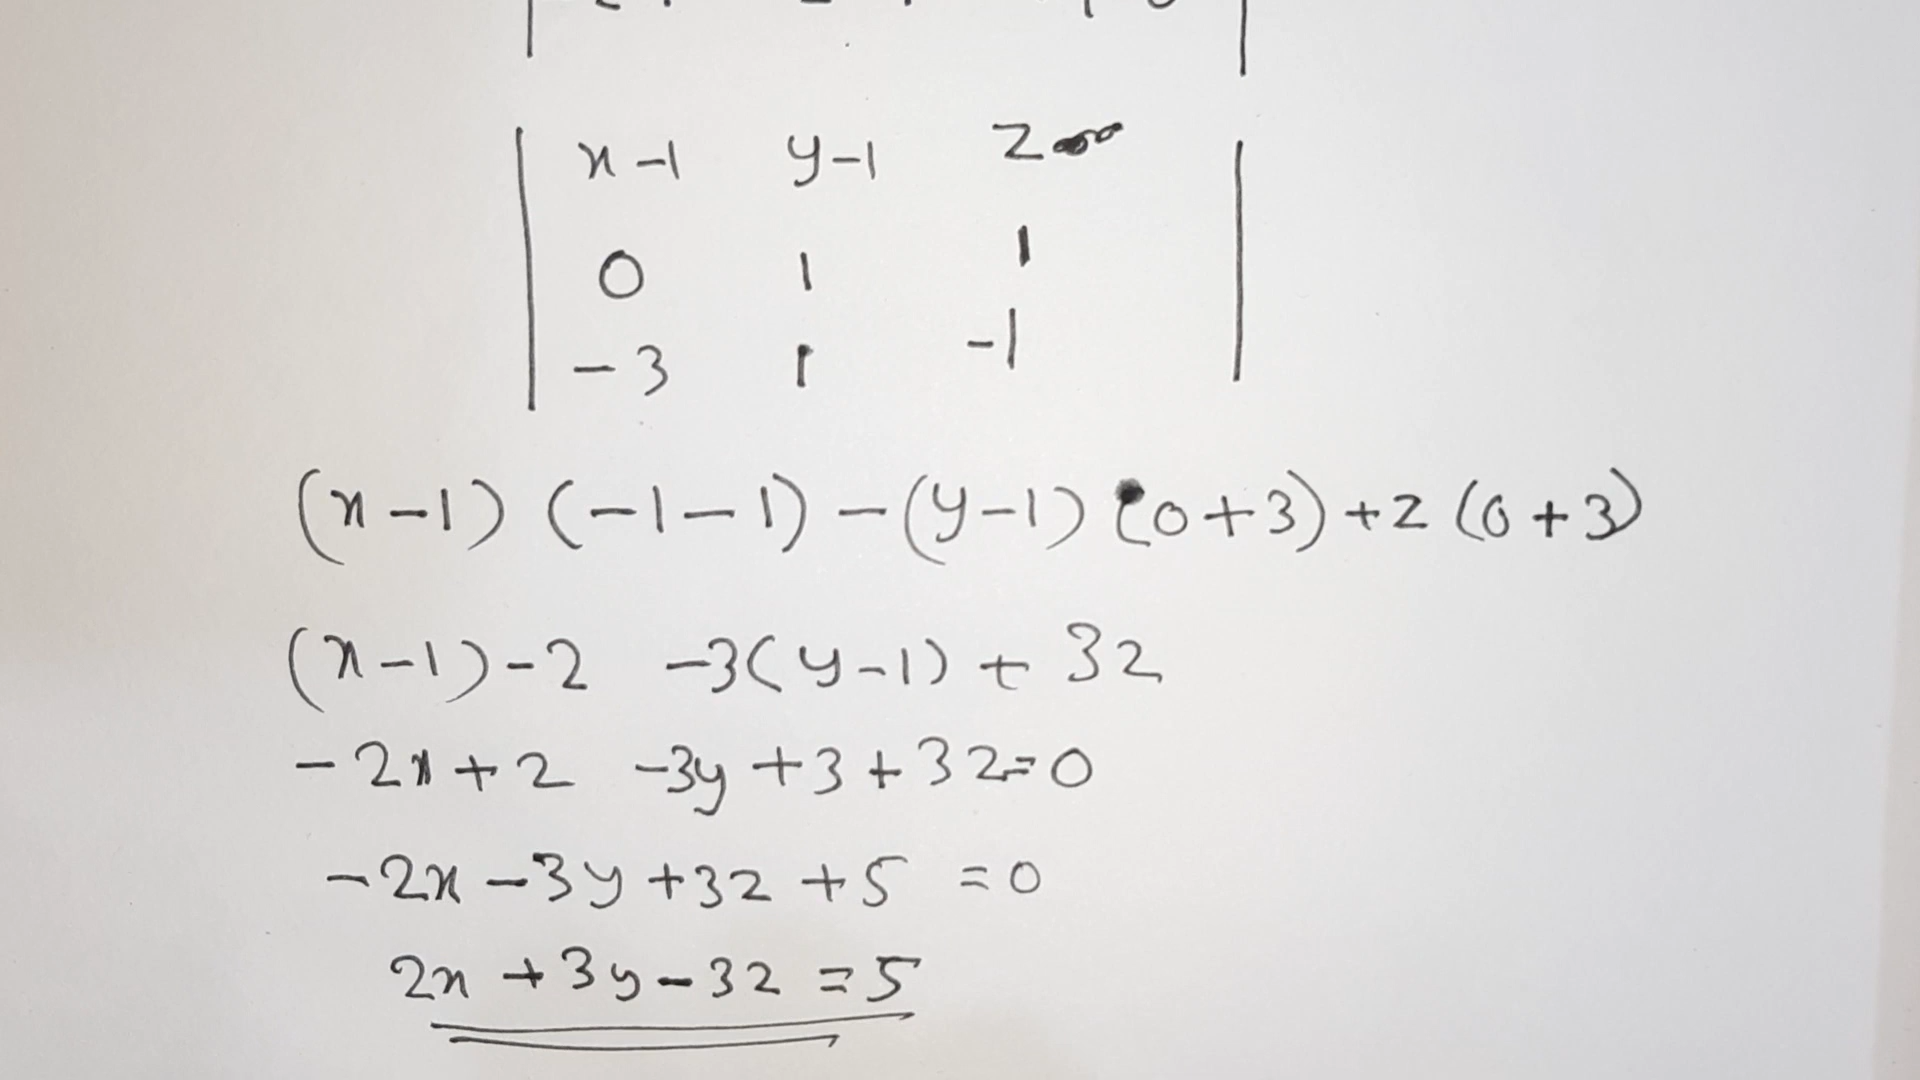 | x-1 y-1 z |
| 0 1 1 |
| -3 1 -1 |
(x-1) (-1-1) -(y-1) (0+3) +z (0+3)
(x-1)-2 -3(y-1) + 3z
-2x+2 -3y+3+3z=0
-2x-3y+3z+5 =0
2x+3y-3z=5